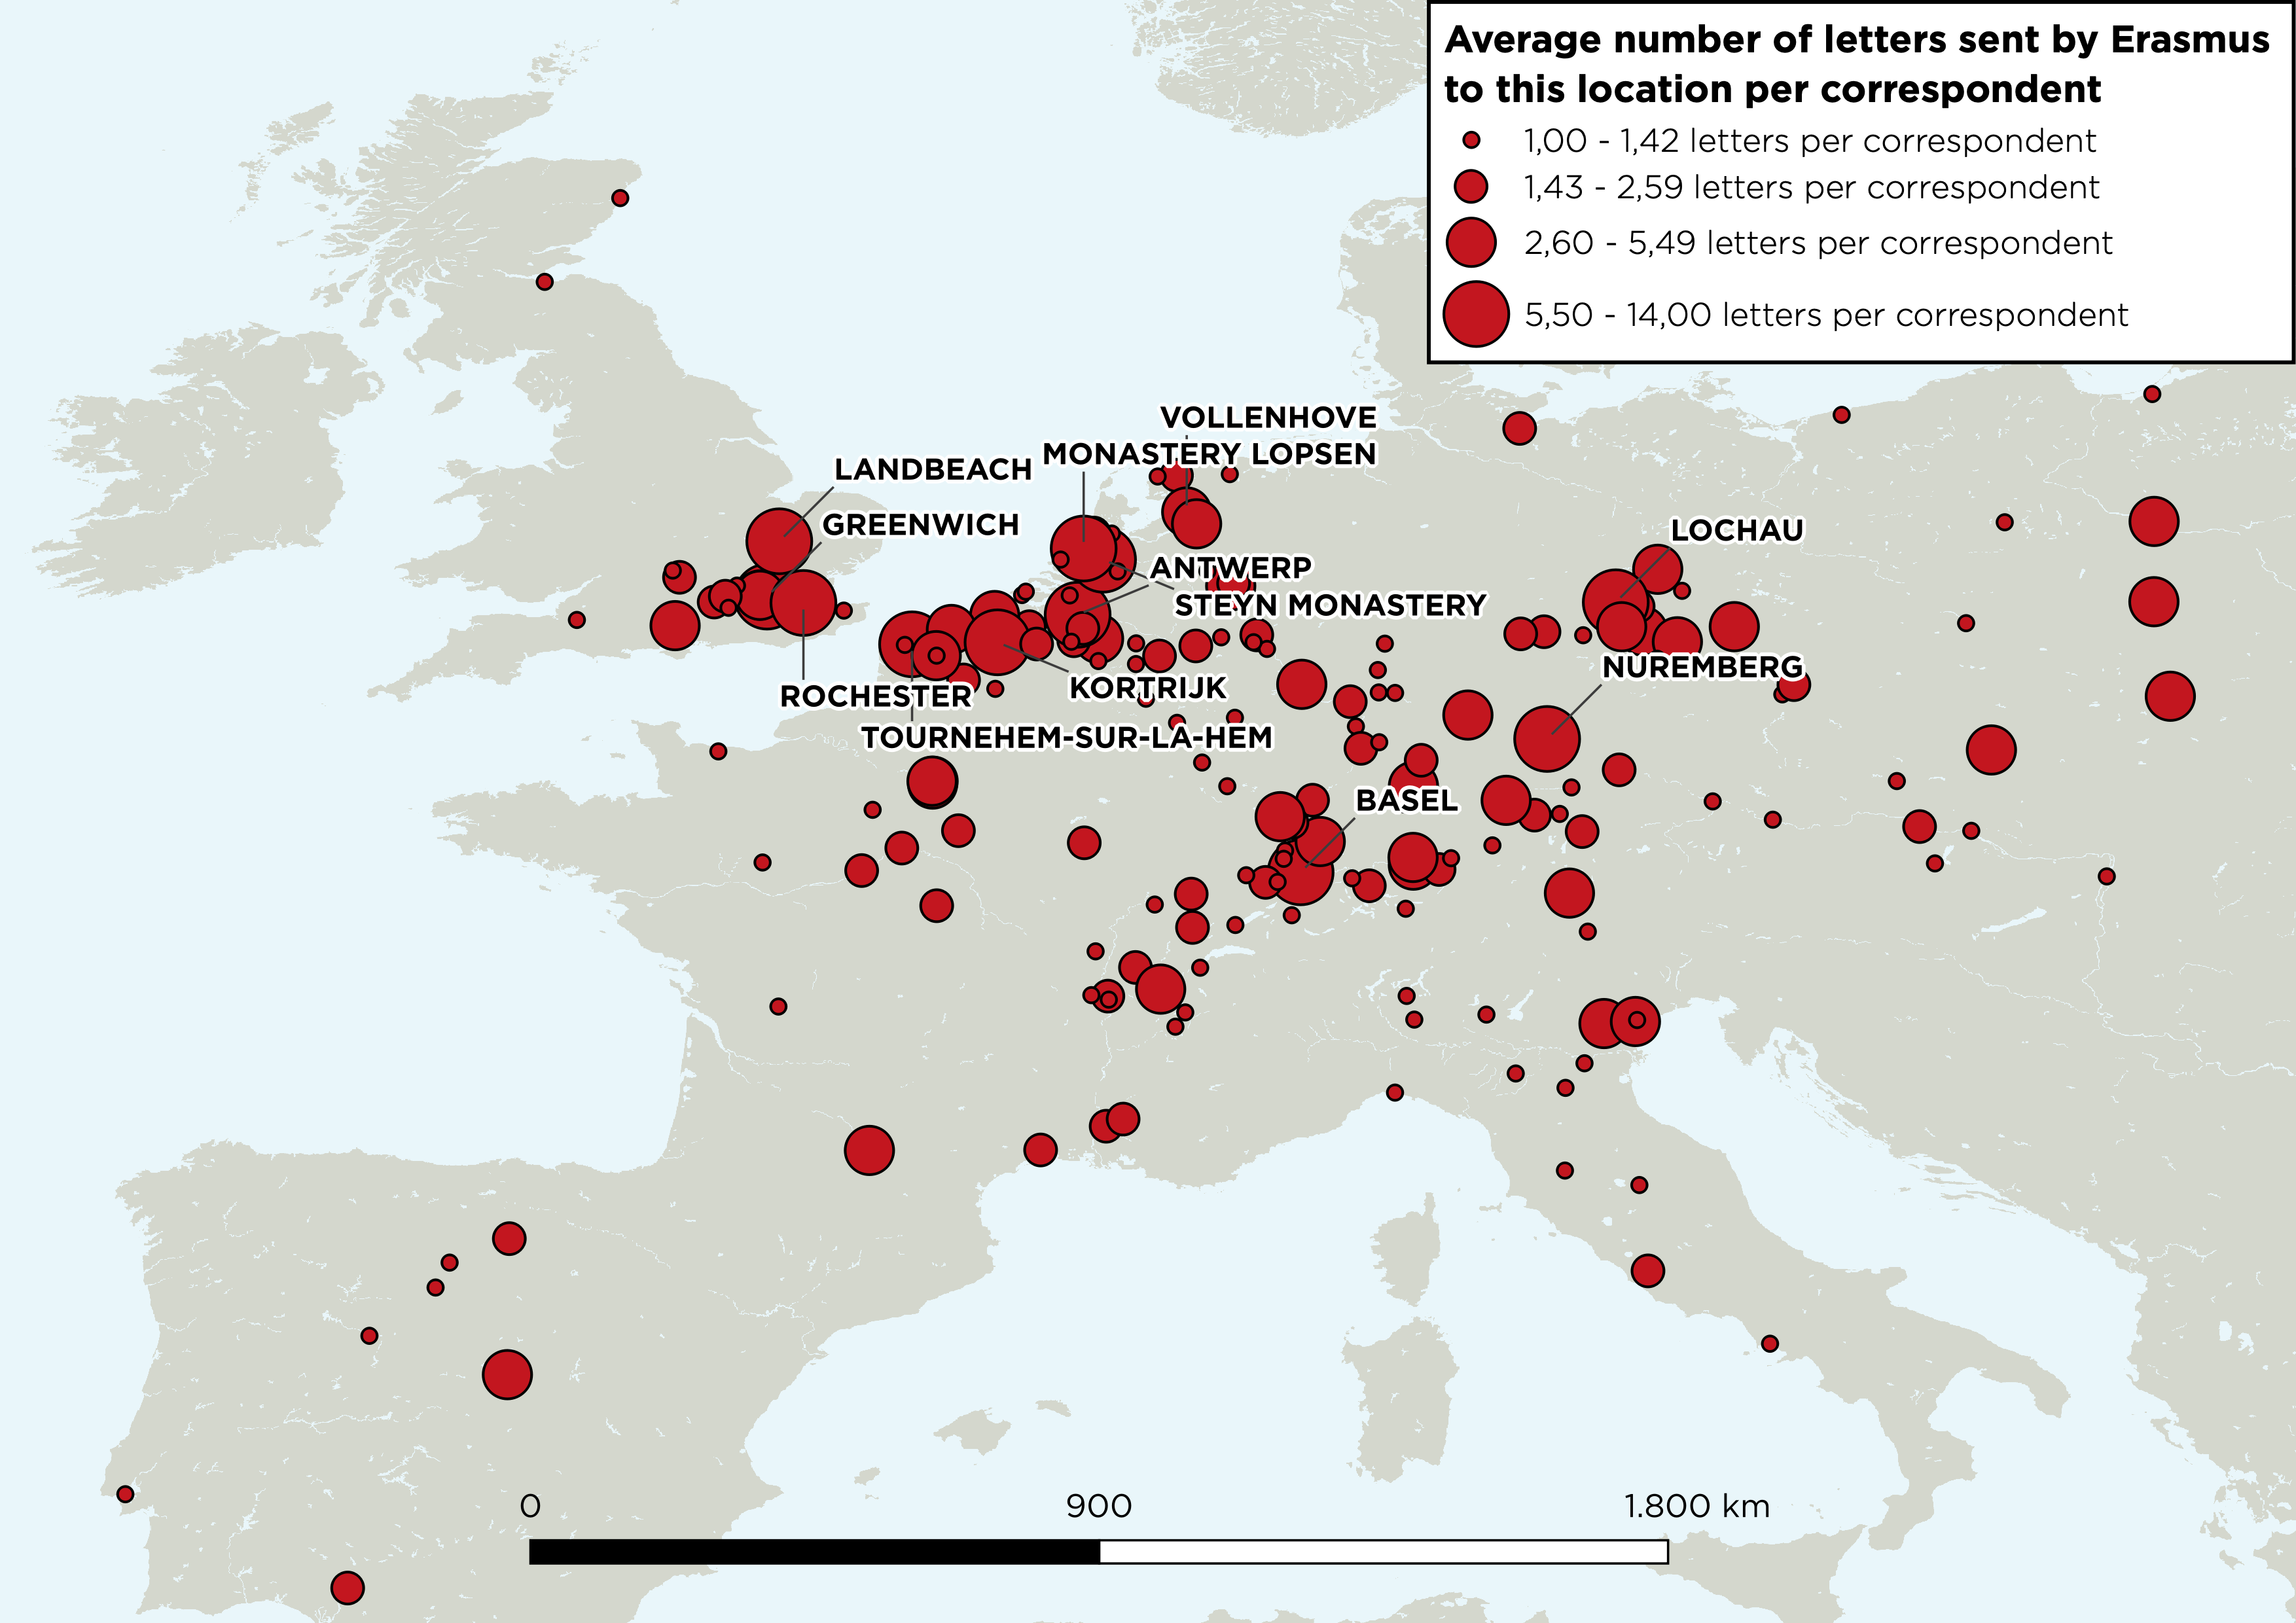 Average number of letters sent by Erasmus
to this location per correspondent
1,00 - 1,42 letters per correspondent
1,43 - 2,59 letters per correspondent
2,60 - 5,49 letters per correspondent
5,50 - 14,00 letters per correspondent
VOLLENHOVE
MONASTERY LOPSEN
LANDBEACH
GREENWICH
LOCHAU
ANTWERP
STEYN MONASTERY
NUREMBERG
KORTRIJK
ROCHESTER
TOURNEHEM-SUR-LA-HEM
BASEL
0 900 1.800 km